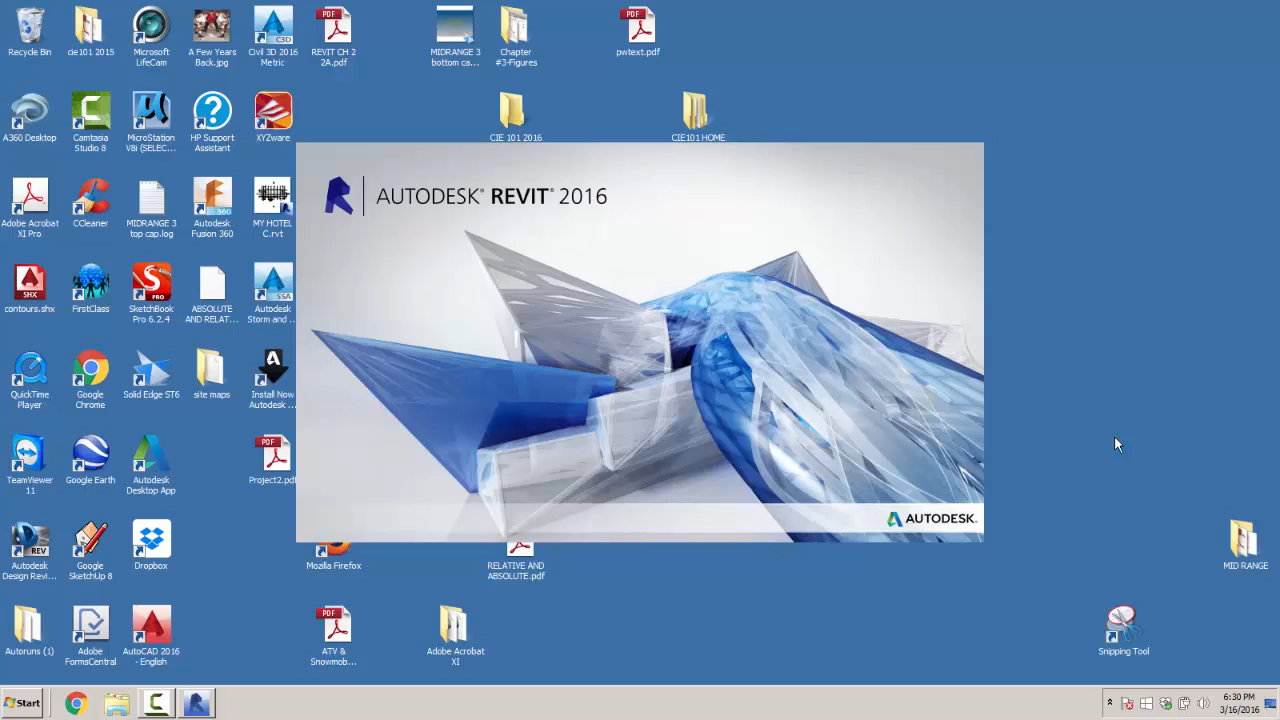 Recycle Bin
cie101 2015
Microsoft
LifeCam
A Few Years
Back.jpg
Civil 3D 2016
Metric
REVIT CH 2
2A.pdf
MIDRANGE 3
bottom ca...
Chapter
#3-Figures
pwtext.pdf
A360 Desktop
Camtasia
Studio 8
MicroStation
V8i (SELEC...
HP Support
Assistant
XYZware
CIE 101 2016
CIE101 HOME
AUTODESK® REVIT® 2016
Adobe Acrobat
XI Pro
CCleaner
MIDRANGE 3
top cap.log
Autodesk
Fusion 360
MY HOTEL
C.rvt
contours.shx
FirstClass
SketchBook
Pro 6.2.4
ABSOLUTE
AND RELAT...
Autodesk
Storm and ...
QuickTime
Player
Google
Chrome
Solid Edge ST6
site maps
Install Now
Autodesk ...
TeamViewer
11
Google Earth
Autodesk
Desktop App
Project2.pdf
AUTODESK.
Autodesk
Design Revi...
Google
SketchUp 8
Dropbox
Mozilla Firefox
RELATIVE AND
ABSOLUTE.pdf
MID RANGE
Autoruns (1)
Adobe
FormsCentral
AutoCAD 2016
- English
ATV &
Snowmob...
Adobe Acrobat
XI
Snipping Tool
Start
6:30 PM
3/16/2016